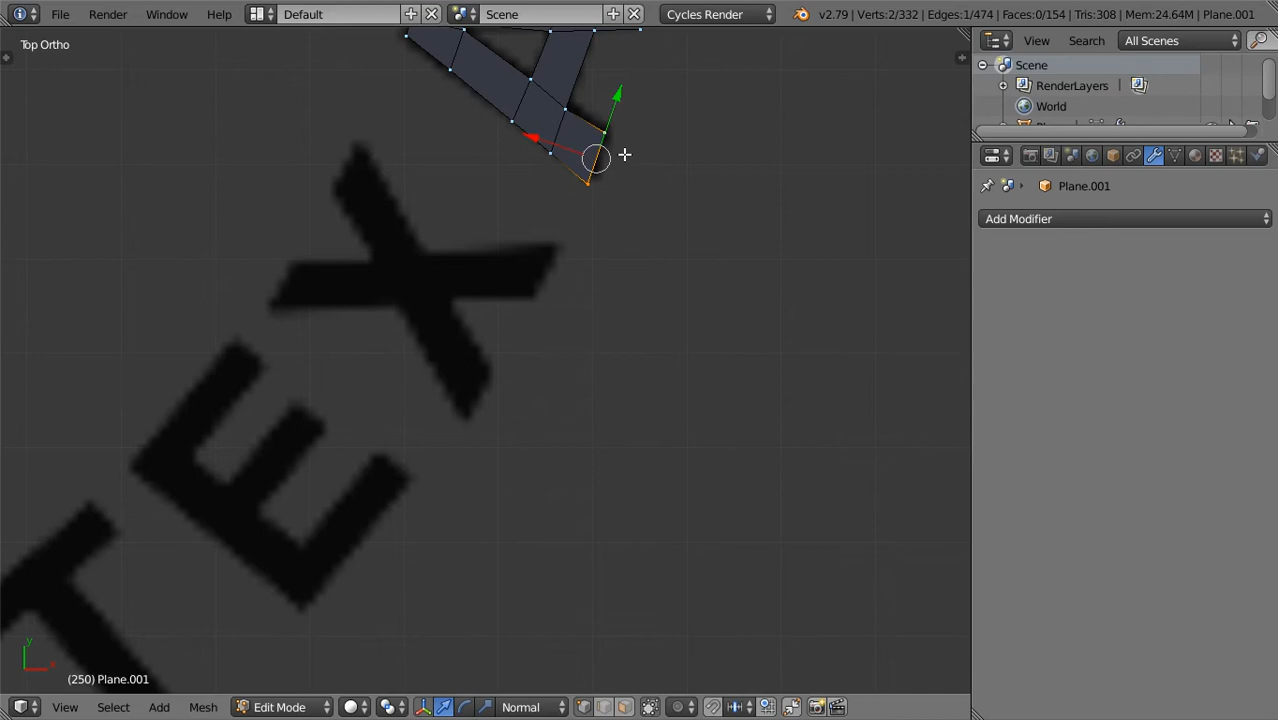 File Render Window Help Default Scene Cycles Render v2.79 | Verts:2/332 | Edges:1/474 | Faces:0/154 | Tris:308 | Mem:24.64M | Plane.001
Top Ortho
View Search All Scenes
Scene
RenderLayers
World
Plane.001
Add Modifier
X
E
T
y
x
(250) Plane.001
View Select Add Mesh Edit Mode Normal